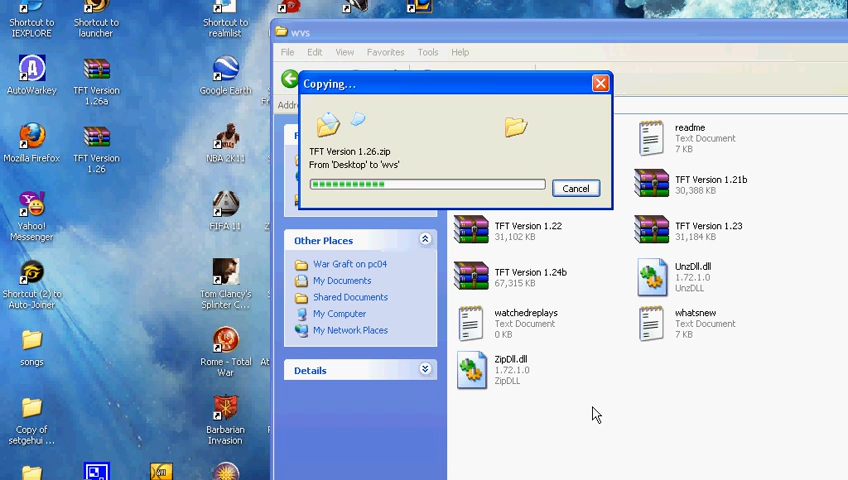 Shortcut to
IEXPLORE
Shortcut to
launcher
Shortcut to
realmlist
AutoWarkey
TFT Version
1.26a
Google Earth
Mozilla Firefox
TFT Version
1.26
NBA 2K11
Yahoo!
Messenger
FIFA 11
Shortcut (2) to
Auto-Joiner
Tom Clancy's
Splinter C...
songs
Rome - Total
War
Copy of
setgehui ...
Barbarian
Invasion
wvs
File Edit View Favorites Tools Help
Copying...
TFT Version 1.26.zip
From 'Desktop' to 'wvs'
Cancel
Other Places
War Graft on pc04
My Documents
Shared Documents
My Computer
My Network Places
Details
readme
Text Document
7 KB
TFT Version 1.21b
30,388 KB
TFT Version 1.22
31,102 KB
TFT Version 1.23
31,184 KB
TFT Version 1.24b
67,315 KB
UnzDll.dll
1.72.1.0
UnzDLL
watchedreplays
Text Document
0 KB
whatsnew
Text Document
7 KB
ZipDll.dll
1.72.1.0
ZipDLL